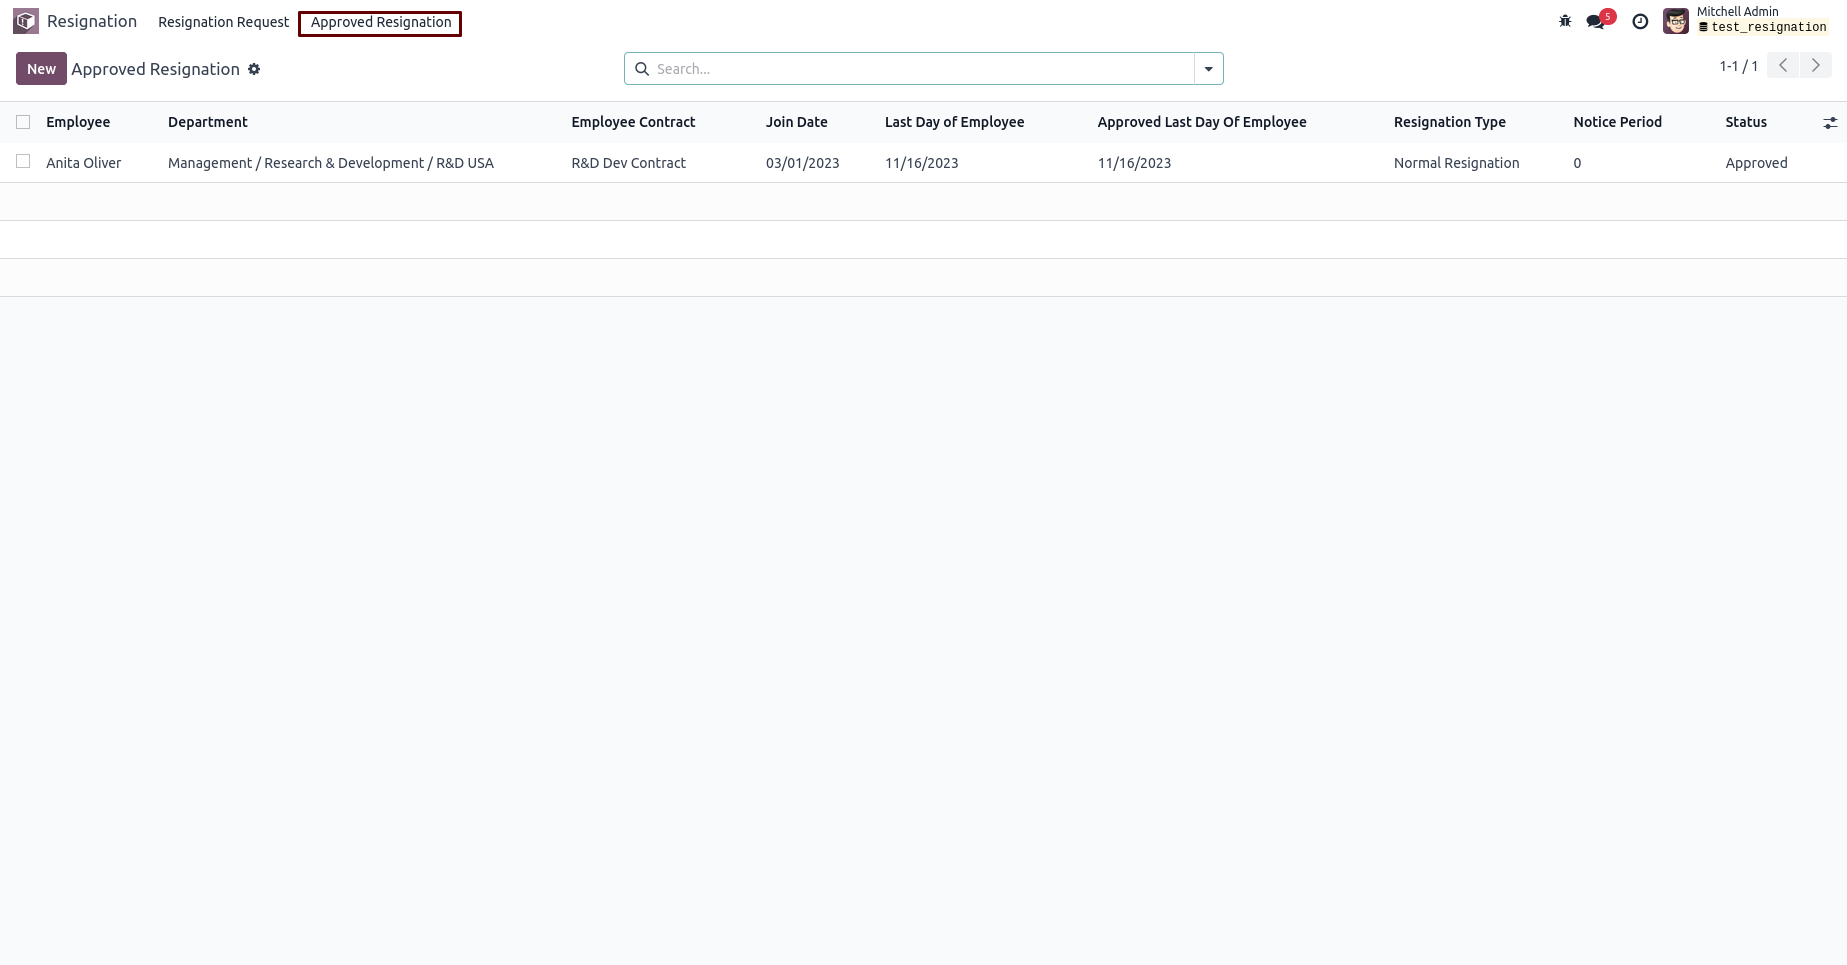 Resignation Resignation Request Approved Resignation 5 Mitchell Admin
test_resignation
New Approved Resignation Search... 1-1 / 1
Employee Department Employee Contract Join Date Last Day of Employee Approved Last Day Of Employee Resignation Type Notice Period Status
Anita Oliver Management / Research & Development / R&D USA R&D Dev Contract 03/01/2023 11/16/2023 11/16/2023 Normal Resignation 0 Approved